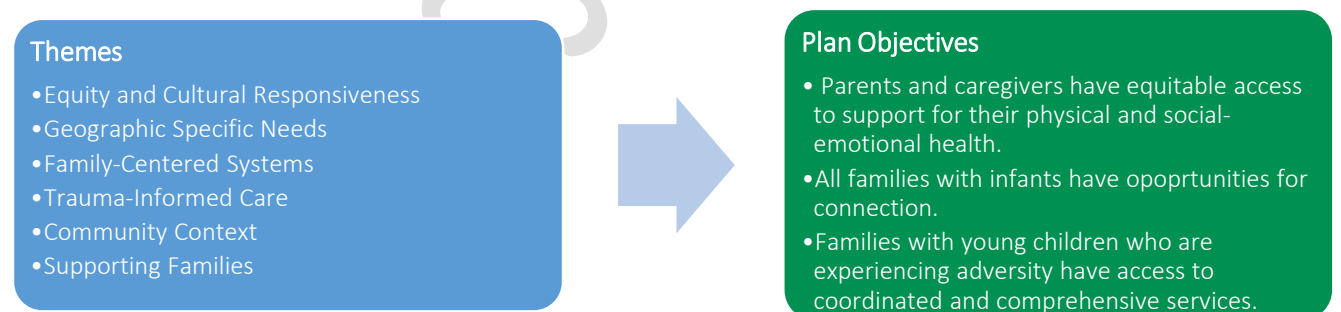 Themes
•Equity and Cultural Responsiveness
•Geographic Specific Needs
•Family-Centered Systems
•Trauma-Informed Care
•Community Context
•Supporting Families
Plan Objectives
• Parents and caregivers have equitable access
to support for their physical and social-
emotional health.
•All families with infants have opoprtunities for
connection.
•Families with young children who are
experiencing adversity have access to
coordinated and comprehensive services.